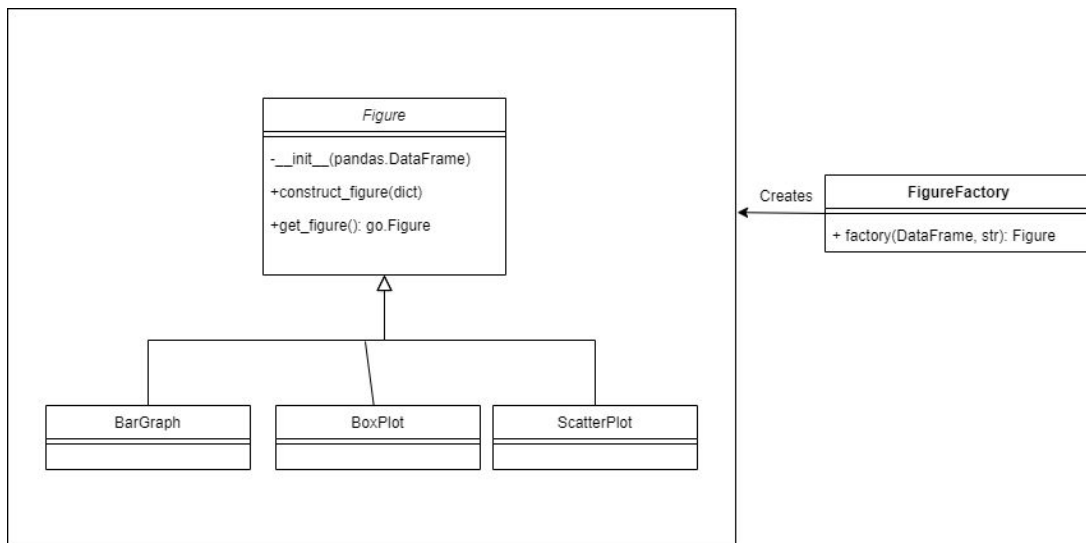 Figure
-__init__(pandas.DataFrame)
+construct_figure(dict)
+get_figure(): go.Figure
Creates
FigureFactory
+ factory(DataFrame, str): Figure
BarGraph
BoxPlot
ScatterPlot